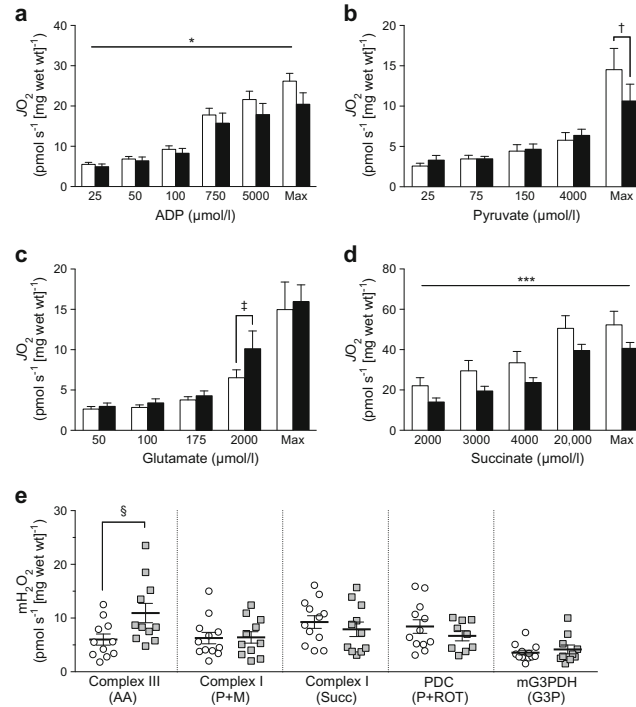 a
*
JO2
(pmol s-1 [mg wet wt]-1)
30
20
10
0
25 50 100 750 5000 Max
ADP (µmol/l)
b
†
JO2
(pmol s-1 [mg wet wt]-1)
20
15
10
5
0
25 75 150 4000 Max
Pyruvate (µmol/l)
c
‡
JO2
(pmol s-1 [mg wet wt]-1)
20
15
10
5
0
50 100 175 2000 Max
Glutamate (µmol/l)
d
***
JO2
(pmol s-1 [mg wet wt]-1)
80
60
40
20
0
2000 3000 4000 20,000 Max
Succinate (µmol/l)
e
§
mH2O2
(pmol s-1 [mg wet wt]-1)
30
20
10
0
Complex III
(AA)
Complex I
(P+M)
Complex I
(Succ)
PDC
(P+ROT)
mG3PDH
(G3P)